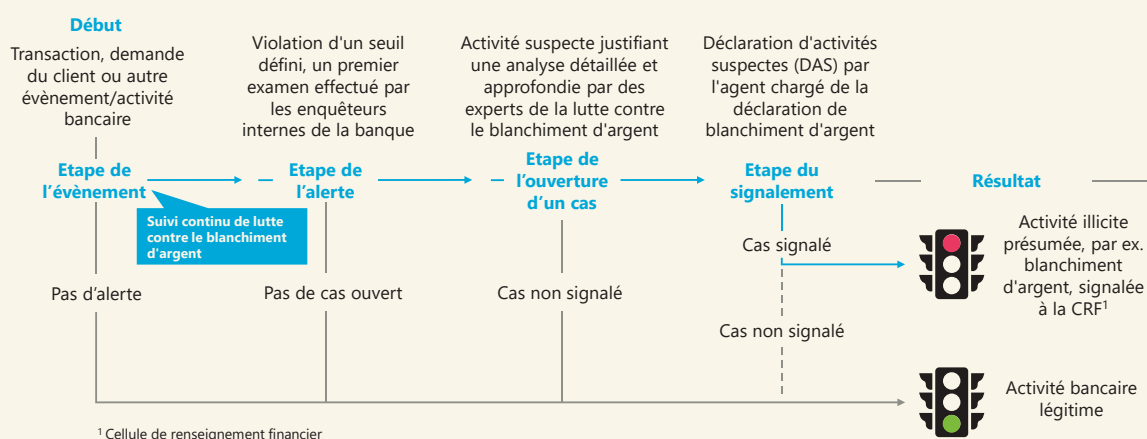 Début
Transaction, demande
du client ou autre
évènement/activité
bancaire
Violation d'un seuil
défini, un premier
examen effectué par
les enquêteurs
internes de la banque
Activité suspecte justifiant
une analyse détaillée et
approfondie par des
experts de la lutte contre
le blanchiment d'argent
Déclaration d'activités
suspectes (DAS) par
l'agent chargé de la
déclaration de
blanchiment d'argent
Etape de
l'évènement
Etape de
l'alerte
Etape de
l'ouverture
d'un cas
Etape du
signalement
Résultat
Suivi continu de lutte
contre le blanchiment
d'argent
Pas d'alerte
Pas de cas ouvert
Cas non signalé
Cas signalé
Cas non signalé
Activité illicite
présumée, par ex.
blanchiment
d'argent, signalée
à la CRF¹
Activité bancaire
légitime
¹ Cellule de renseignement financier